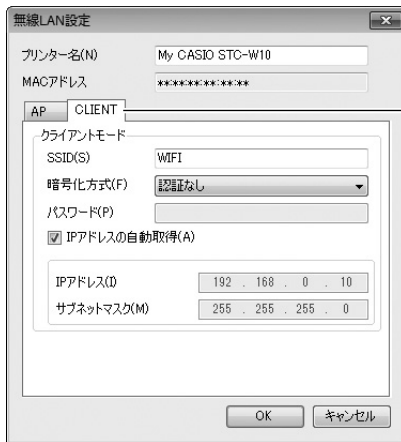 無線LAN設定
プリンター名(N) My CASIO STC-W10
MACアドレス **:**:**:**:**:**
AP CLIENT
クライアントモード
SSID(S) WIFI
暗号化方式(F) 認証なし
パスワード(P)
IPアドレスの自動取得(A)
IPアドレス(I) 192 . 168 . 0 . 10
サブネットマスク(M) 255 . 255 . 255 . 0
OK キャンセル